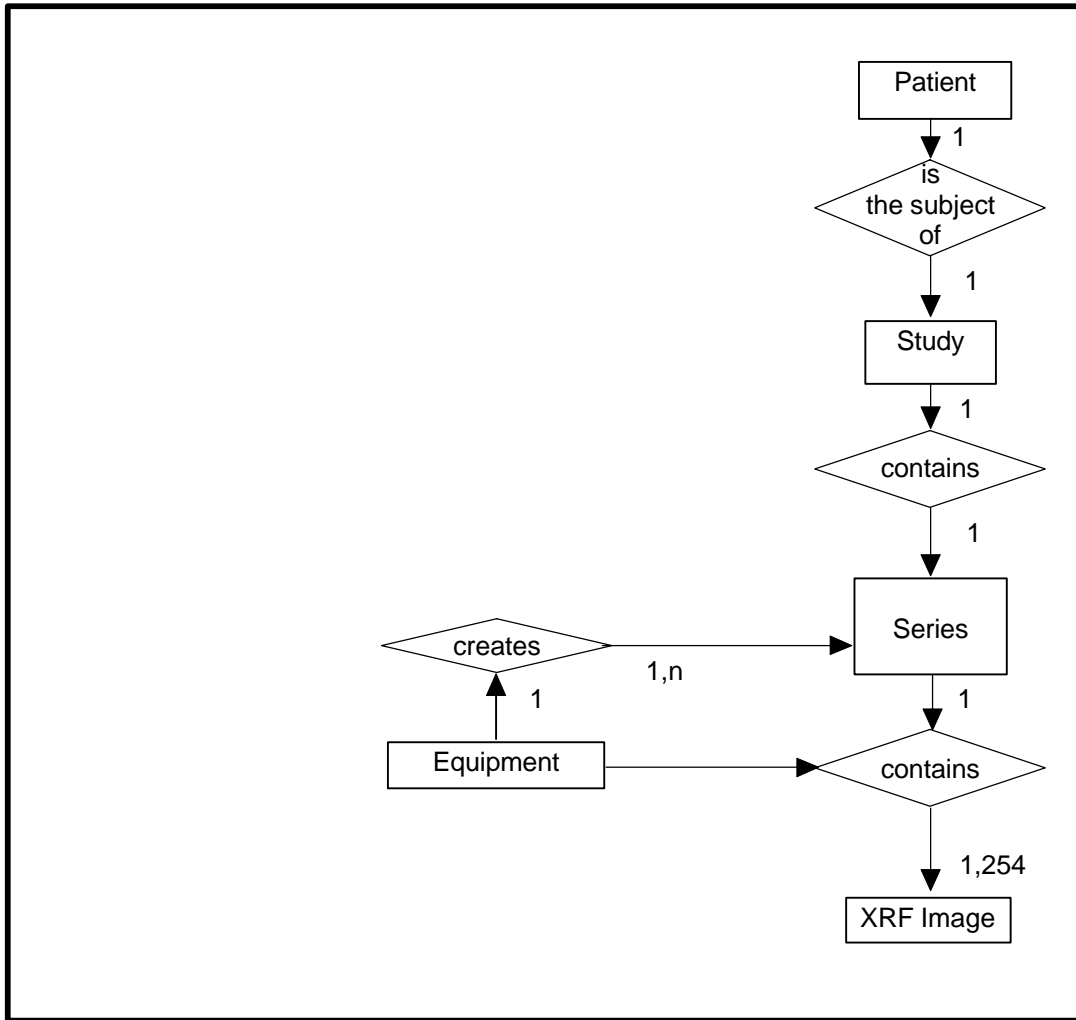 Patient
1
is
the subject
of
1
Study
1
contains
1
Series
creates
1,n
1
1
Equipment
contains
1,254
XRF Image